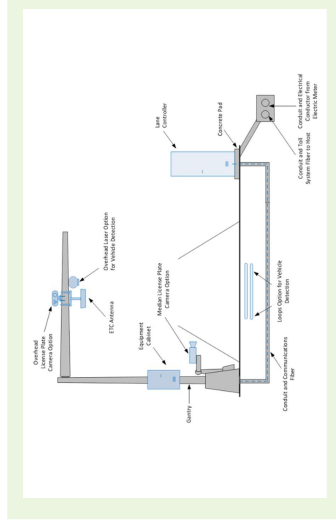 Overhead
License Plate
Camera Option
Overhead Laser Option
for Vehicle Detection
ETC Antenna
Equipment
Cabinet
Median License Plate
Camera Option
Gantry
Lane
Controller
Concrete Pad
Conduit and Communications
Fiber
Loops Option for Vehicle
Detection
Conduit and Toll
System Fiber to Host
Conduit and Electrical
Conductor from
Electric Meter